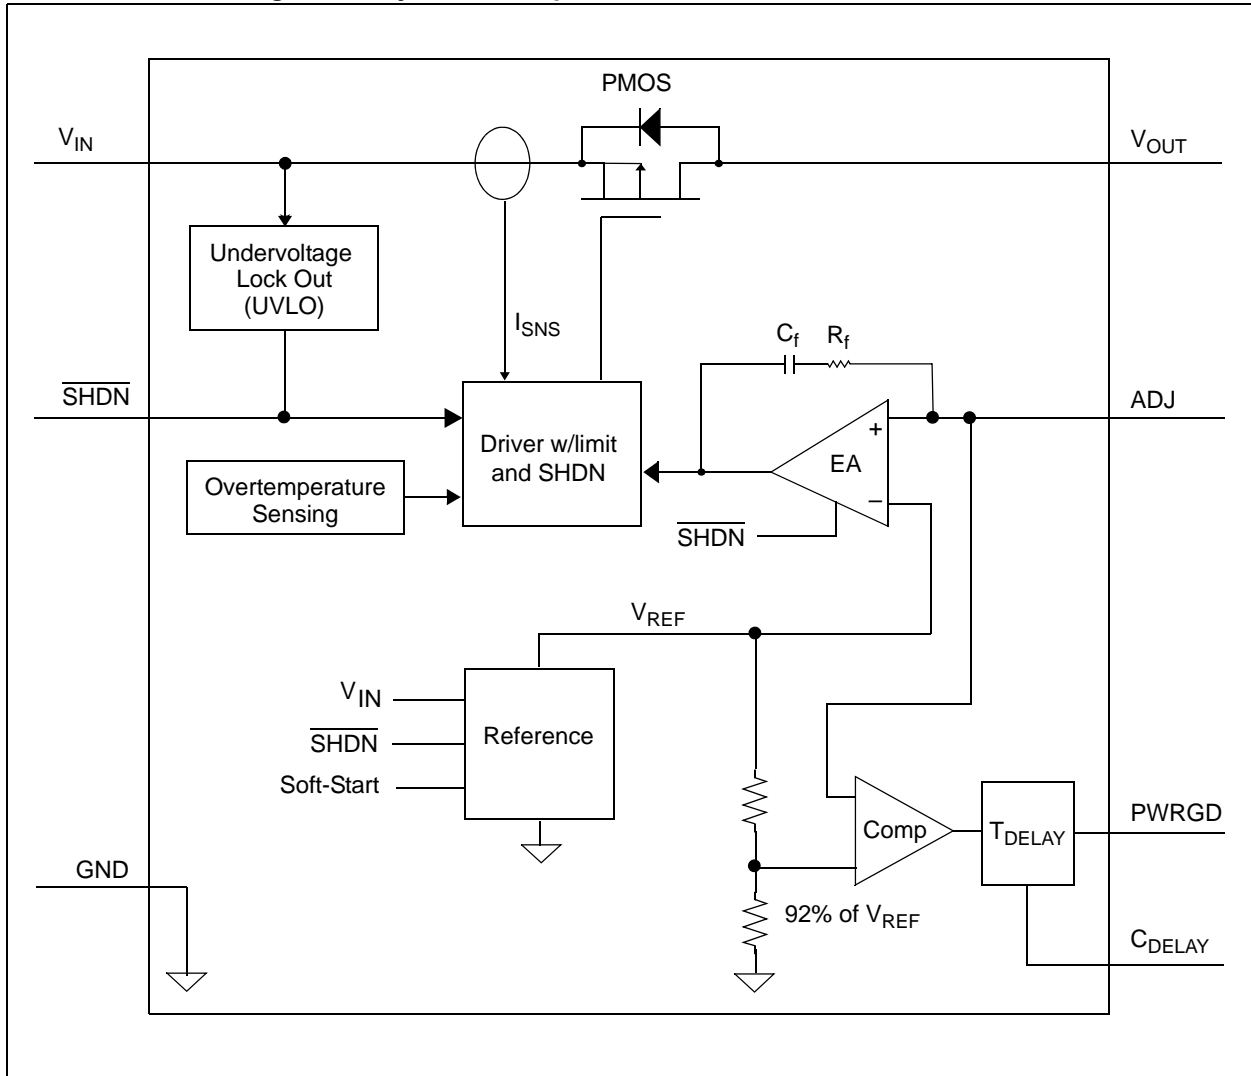 PMOS
V_IN
V_OUT
Undervoltage
Lock Out
(UVLO)
I_SNS
C_f
R_f
SHDN
ADJ
Driver w/limit
and SHDN
+
EA
−
Overtemperature
Sensing
SHDN
V_REF
V_IN
SHDN
Soft-Start
Reference
Comp
T_DELAY
PWRGD
GND
92% of V_REF
C_DELAY